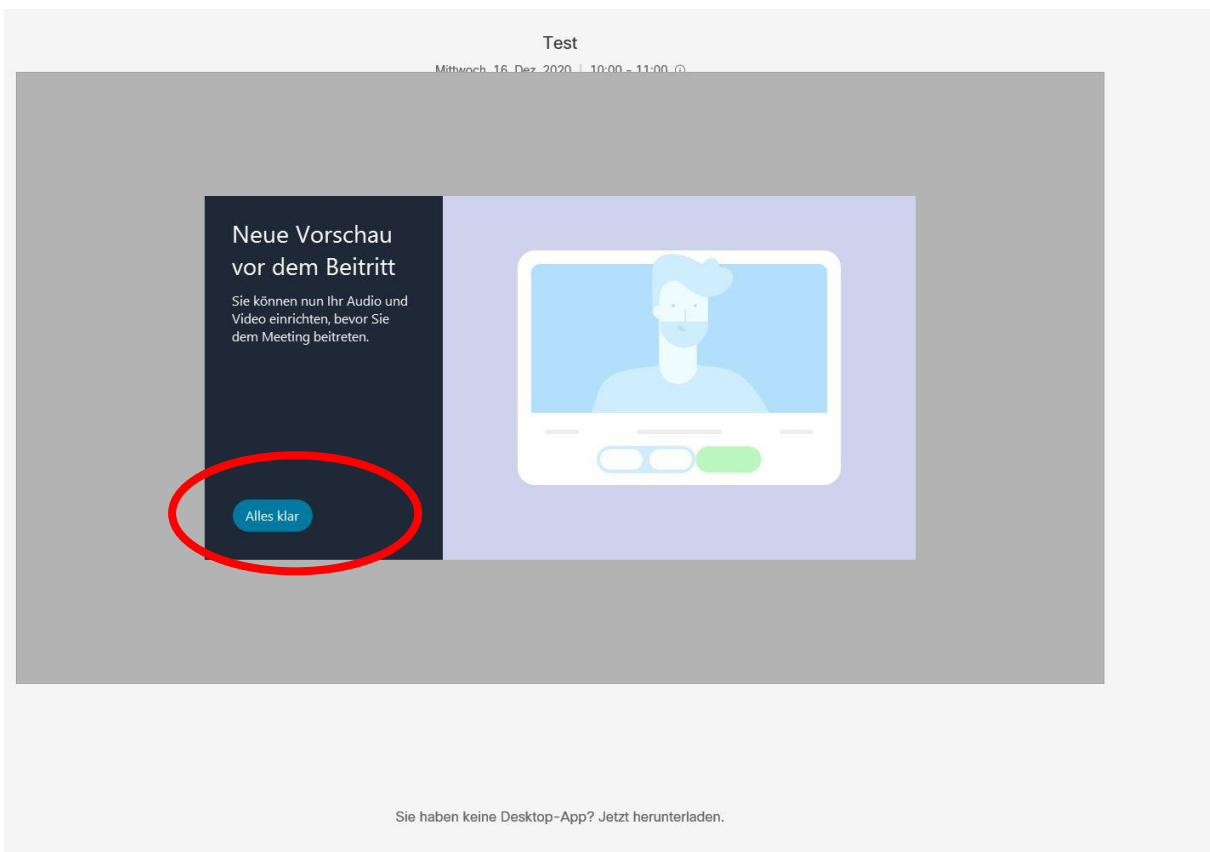 Test
Mittwoch, 16. Dez. 2020 | 10:00 - 11:00
Neue Vorschau
vor dem Beitritt
Sie können nun Ihr Audio und
Video einrichten, bevor Sie
dem Meeting beitreten.
Alles klar
Sie haben keine Desktop-App? Jetzt herunterladen.